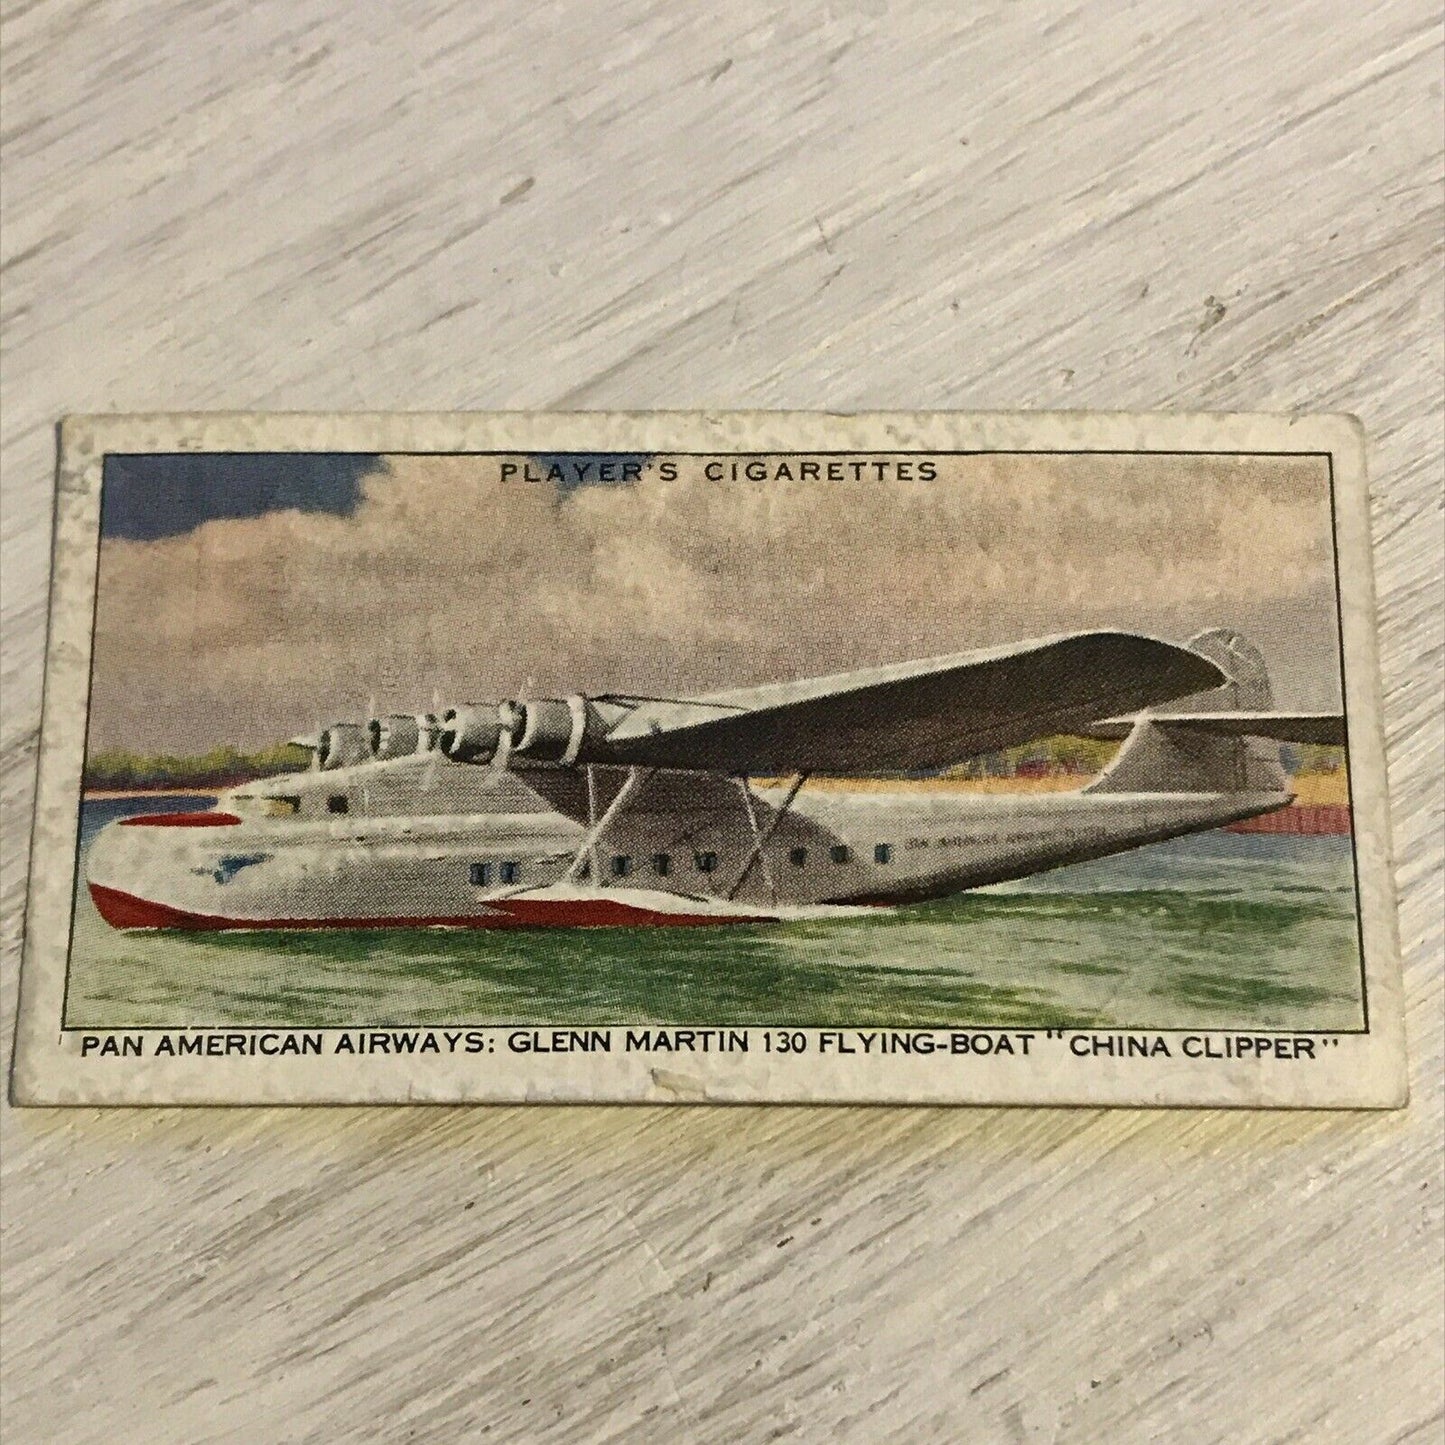 PLAYER'S CIGARETTES
PAN AMERICAN AIRWAYS: GLENN MARTIN 130 FLYING-BOAT "CHINA CLIPPER"